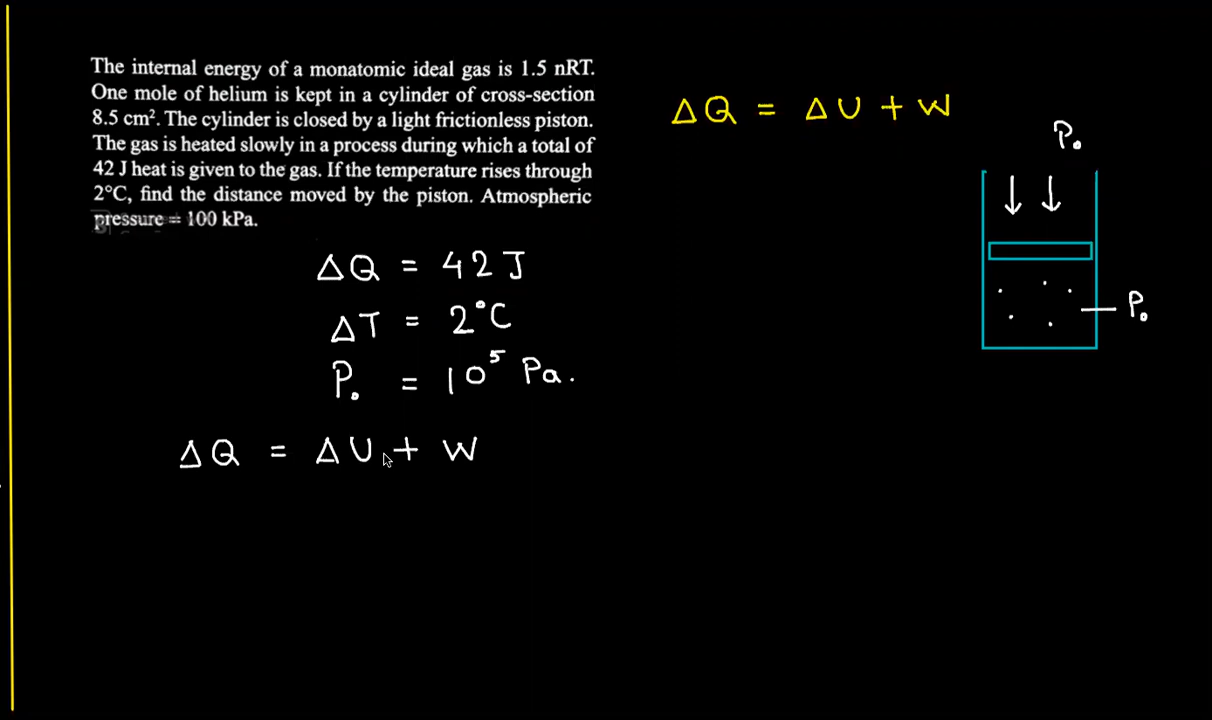 The internal energy of a monatomic ideal gas is 1.5 nRT.
One mole of helium is kept in a cylinder of cross-section
8.5 cm². The cylinder is closed by a light frictionless piston.
The gas is heated slowly in a process during which a total of
42 J heat is given to the gas. If the temperature rises through
2°C, find the distance moved by the piston. Atmospheric
pressure = 100 kPa.
ΔQ = ΔU + W
P₀
P₀
ΔQ = 42 J
ΔT = 2°C
P₀ = 10⁵ Pa.
ΔQ = ΔU + W